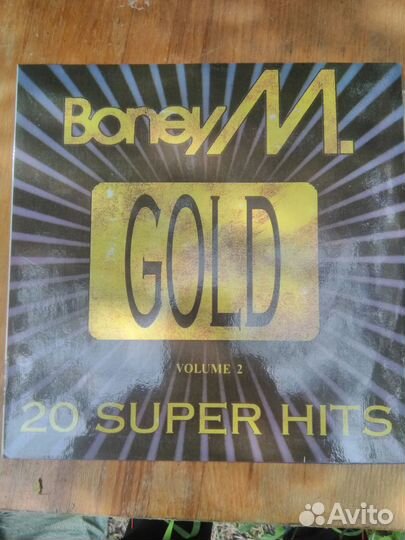 Boney M.
GOLD
VOLUME 2
20 SUPER HITS
Avito